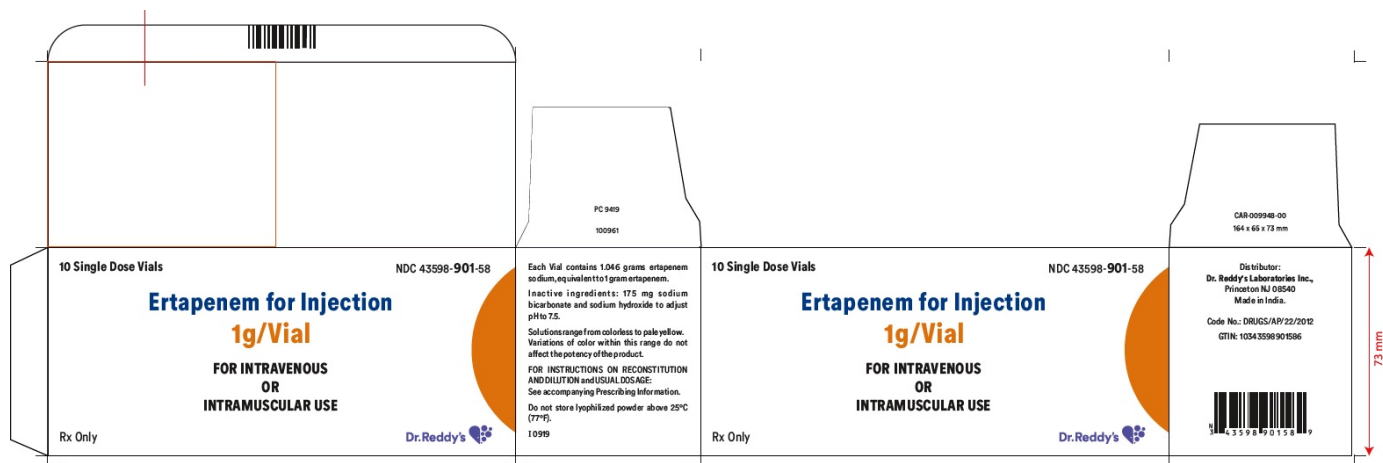 PC 9419
100961
CAR-009948-00
164 x 65 x 73 mm
10 Single Dose Vials
NDC 43598-901-58
Ertapenem for Injection
1g/Vial
FOR INTRAVENOUS
OR
INTRAMUSCULAR USE
Rx Only
Dr.Reddy's
Each Vial contains 1.046 grams ertapenem
sodium, equivalent to 1 gram ertapenem.
Inactive ingredients: 175 mg sodium
bicarbonate and sodium hydroxide to adjust
pH to 7.5.
Solutions range from colorless to pale yellow.
Variations of color within this range do not
affect the potency of the product.
FOR INSTRUCTIONS ON RECONSTITUTION
AND DILUTION and USUAL DOSAGE:
See accompanying Prescribing Information.
Do not store lyophilized powder above 25°C
(77°F).
I0919
10 Single Dose Vials
NDC 43598-901-58
Ertapenem for Injection
1g/Vial
FOR INTRAVENOUS
OR
INTRAMUSCULAR USE
Rx Only
Dr.Reddy's
Distributor:
Dr. Reddy's Laboratories Inc.,
Princeton NJ 08540
Made in India.
Code No.: DRUGS/AP/22/2012
GTIN: 10343598901586
N
3 43598 90158 9
73 mm